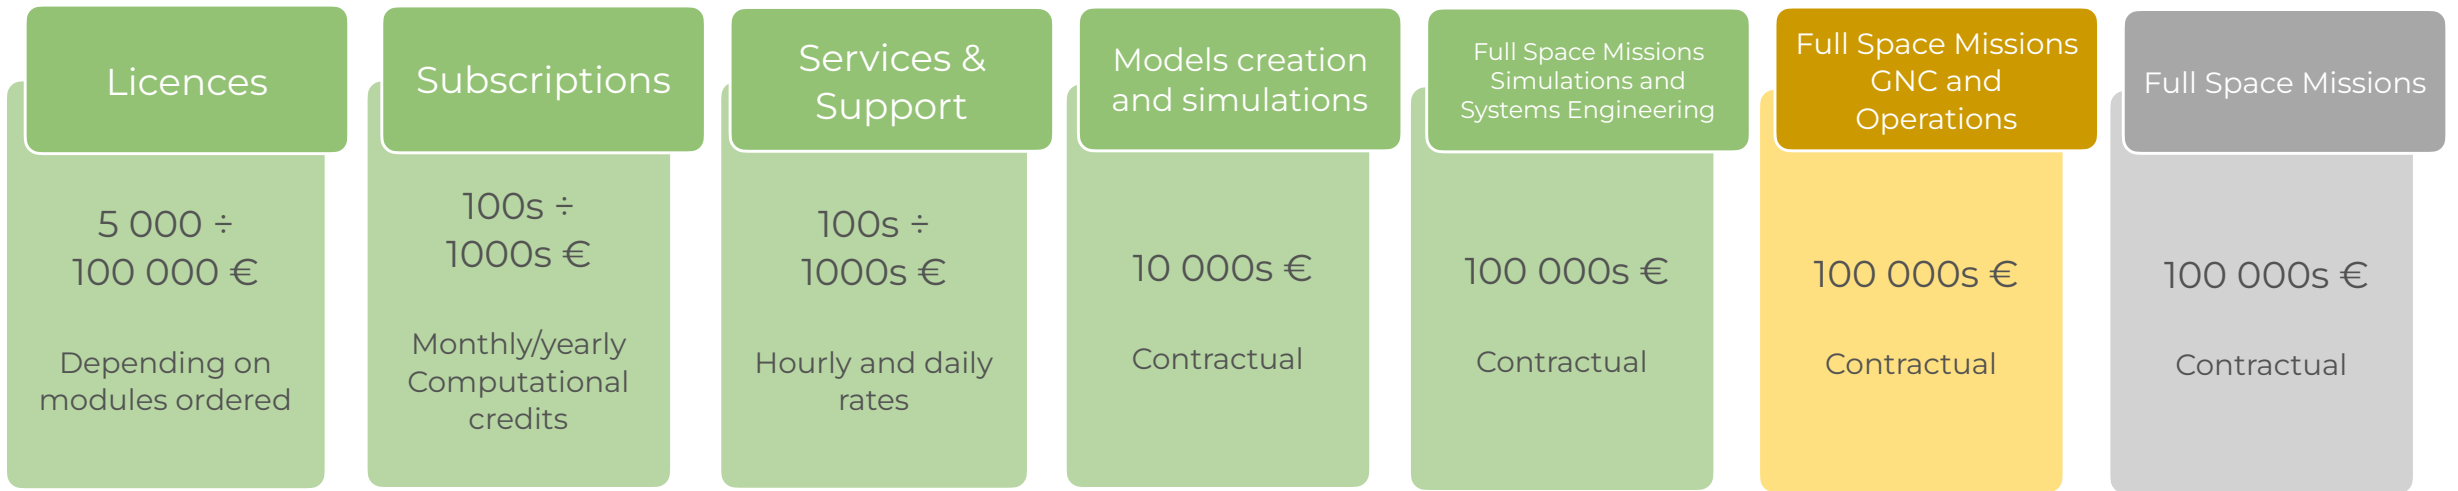 Licences
5 000 ÷
100 000 €
Depending on
modules ordered
Subscriptions
100s ÷
1000s €
Monthly/yearly
Computational
credits
Services &
Support
100s ÷
1000s €
Hourly and daily
rates
Models creation
and simulations
10 000s €
Contractual
Full Space Missions
Simulations and
Systems Engineering
100 000s €
Contractual
Full Space Missions
GNC and
Operations
100 000s €
Contractual
Full Space Missions
100 000s €
Contractual